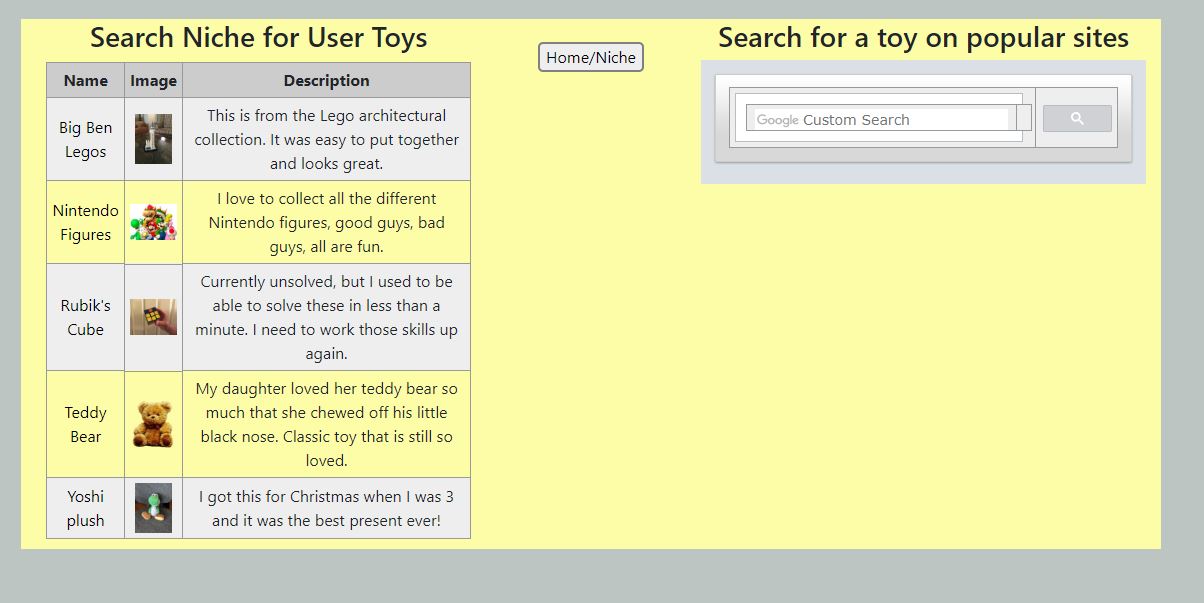 Search Niche for User Toys
Name Image Description
Big Ben
Legos
This is from the Lego architectural
collection. It was easy to put together
and looks great.
Nintendo
Figures
I love to collect all the different
Nintendo figures, good guys, bad
guys, all are fun.
Rubik's
Cube
Currently unsolved, but I used to be
able to solve these in less than a
minute. I need to work those skills up
again.
Teddy
Bear
My daughter loved her teddy bear so
much that she chewed off his little
black nose. Classic toy that is still so
loved.
Yoshi
plush
I got this for Christmas when I was 3
and it was the best present ever!
Home/Niche
Search for a toy on popular sites
Google Custom Search